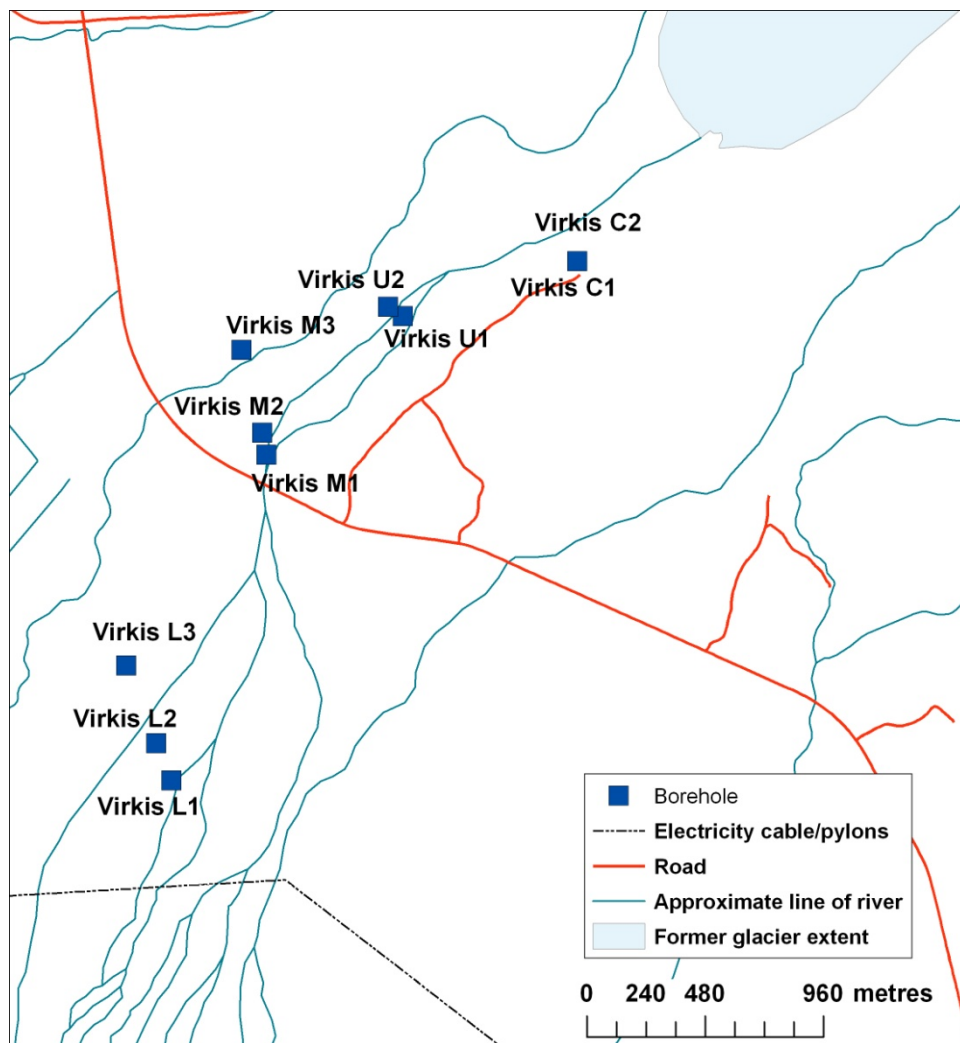 Virkis C2
Virkis C1
Virkis U2
Virkis U1
Virkis M3
Virkis M2
Virkis M1
Virkis L3
Virkis L2
Virkis L1
Borehole
Electricity cable/pylons
Road
Approximate line of river
Former glacier extent
0 240 480 960 metres